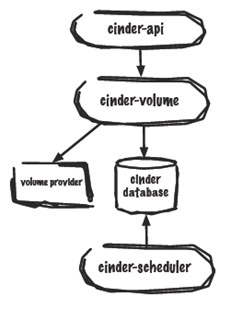 cinder-api
cinder-volume
volume provider
cinder
database
cinder-scheduler